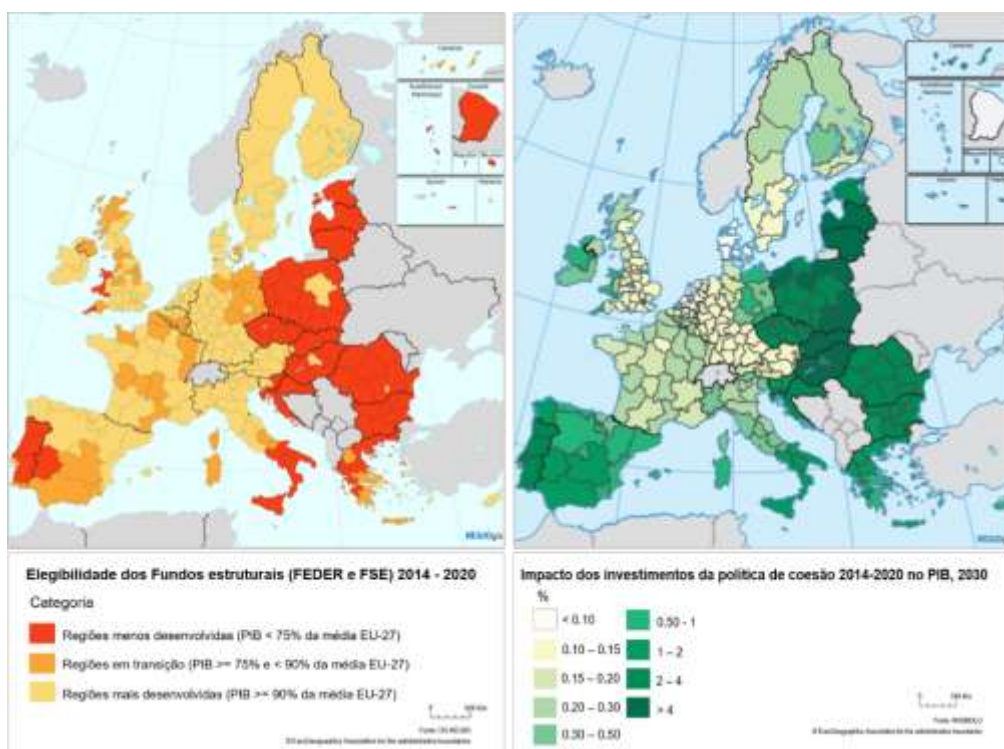 Elegibilidade dos Fundos estruturais (FEDER e FSE) 2014 - 2020
Categoria
Regiões menos desenvolvidas (PIB < 75% da média EU-27)
Regiões em transição (PIB >= 75% e < 90% da média EU-27)
Regiões mais desenvolvidas (PIB >= 90% da média EU-27)
Impacto dos investimentos da política de coesão 2014-2020 no PIB, 2030
%
< 0.10
0.10 – 0.15
0.15 – 0.20
0.20 – 0.30
0.30 – 0.50
0.50 - 1
1 – 2
2 – 4
> 4